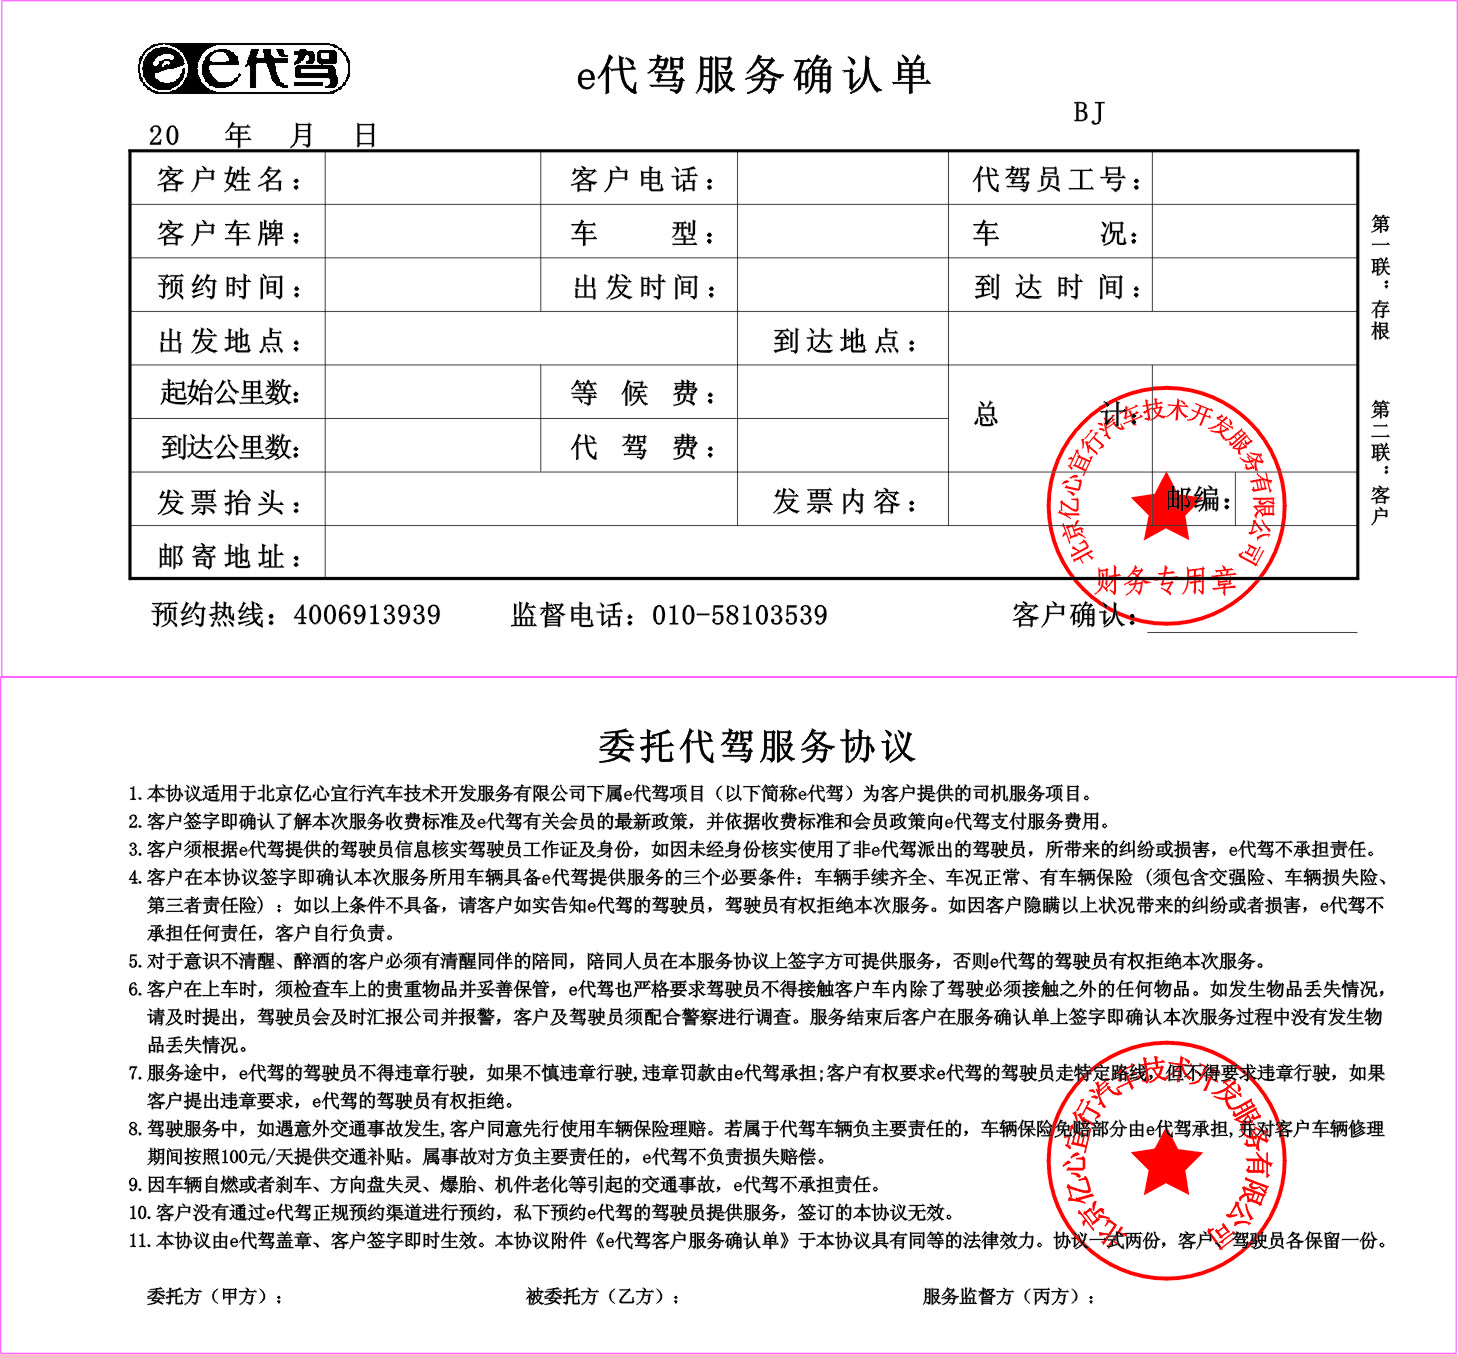 e代驾
e代驾服务确认单
BJ
20 年 月 日
客户姓名： 客户电话： 代驾员工号：
客户车牌： 车 型： 车 况：
预约时间： 出发时间： 到达时间：
出发地点： 到达地点：
起始公里数： 等候费： 总 计：
到达公里数： 代驾费：
发票抬头： 发票内容： 邮编：
邮寄地址：
第一联：存根
第二联：客户
北京亿心宜行汽车技术开发服务有限公司
财务专用章
预约热线：4006913939 监督电话：010-58103539 客户确认：
委托代驾服务协议
1.本协议适用于北京亿心宜行汽车技术开发服务有限公司下属e代驾项目（以下简称e代驾）为客户提供的司机服务项目。
2.客户签字即确认了解本次服务收费标准及e代驾有关会员的最新政策，并依据收费标准和会员政策向e代驾支付服务费用。
3.客户须根据e代驾提供的驾驶员信息核实驾驶员工作证及身份，如因未经身份核实使用了非e代驾派出的驾驶员，所带来的纠纷或损害，e代驾不承担责任。
4.客户在本协议签字即确认本次服务所用车辆具备e代驾提供服务的三个必要条件：车辆手续齐全、车况正常、有车辆保险 (须包含交强险、车辆损失险、
第三者责任险) ：如以上条件不具备，请客户如实告知e代驾的驾驶员，驾驶员有权拒绝本次服务。如因客户隐瞒以上状况带来的纠纷或者损害，e代驾不
承担任何责任，客户自行负责。
5.对于意识不清醒、醉酒的客户必须有清醒同伴的陪同，陪同人员在本服务协议上签字方可提供服务，否则e代驾的驾驶员有权拒绝本次服务。
6.客户在上车时，须检查车上的贵重物品并妥善保管，e代驾也严格要求驾驶员不得接触客户车内除了驾驶必须接触之外的任何物品。如发生物品丢失情况，
请及时提出，驾驶员会及时汇报公司并报警，客户及驾驶员须配合警察进行调查。服务结束后客户在服务确认单上签字即确认本次服务过程中没有发生物
品丢失情况。
7.服务途中，e代驾的驾驶员不得违章行驶，如果不慎违章行驶,违章罚款由e代驾承担;客户有权要求e代驾的驾驶员走特定路线，但不得要求违章行驶，如果
客户提出违章要求，e代驾的驾驶员有权拒绝。
8.驾驶服务中，如遇意外交通事故发生,客户同意先行使用车辆保险理赔。若属于代驾车辆负主要责任的，车辆保险免赔部分由e代驾承担,并对客户车辆修理
期间按照100元/天提供交通补贴。属事故对方负主要责任的，e代驾不负责损失赔偿。
9.因车辆自燃或者刹车、方向盘失灵、爆胎、机件老化等引起的交通事故，e代驾不承担责任。
10.客户没有通过e代驾正规预约渠道进行预约，私下预约e代驾的驾驶员提供服务，签订的本协议无效。
11.本协议由e代驾盖章、客户签字即时生效。本协议附件《e代驾客户服务确认单》于本协议具有同等的法律效力。协议一式两份，客户、驾驶员各保留一份。
北京亿心宜行汽车技术开发服务有限公司
委托方（甲方）： 被委托方（乙方）： 服务监督方（丙方）：